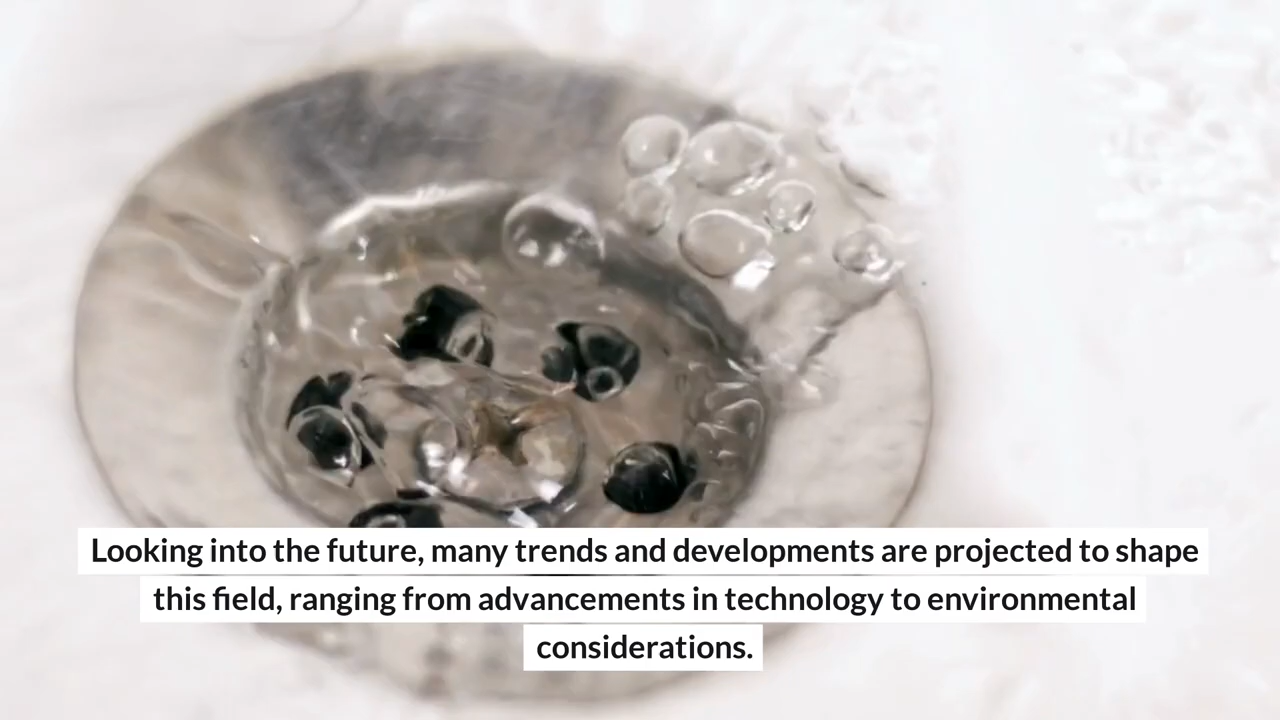 Looking into the future, many trends and developments are projected to shape
this field, ranging from advancements in technology to environmental
considerations.